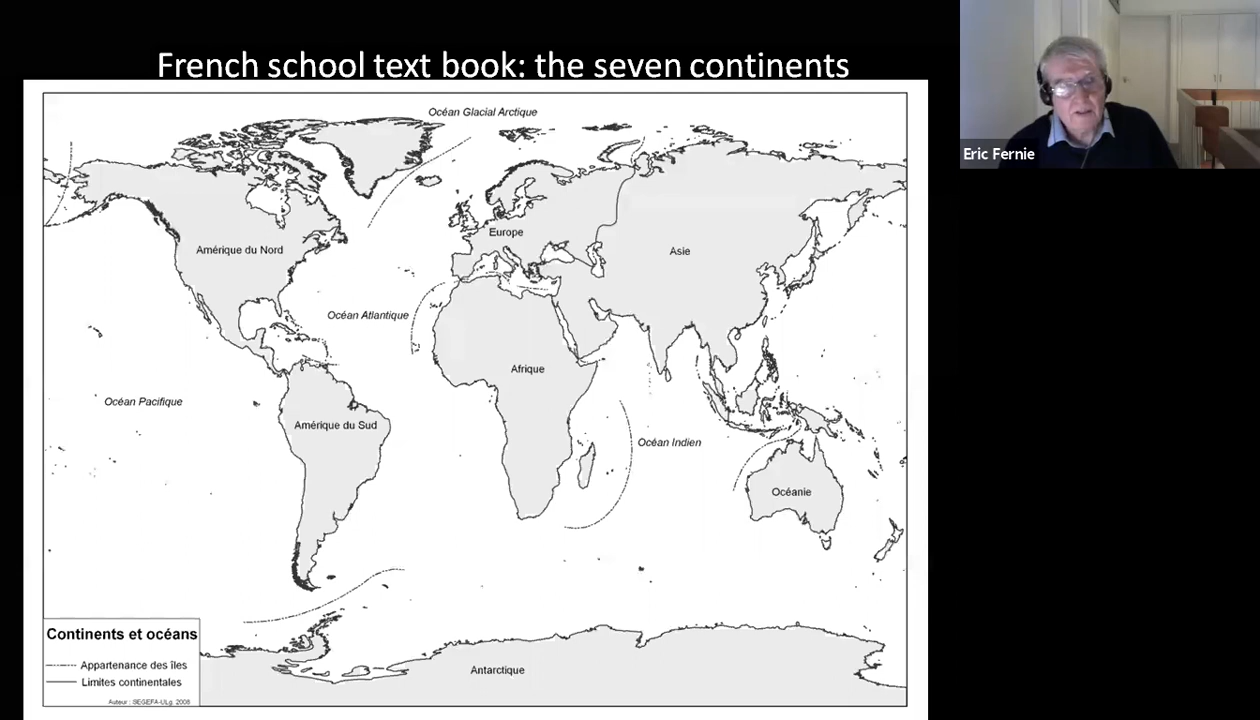 French school text book: the seven continents
Eric Fernie
Océan Glacial Arctique
Europe
Amérique du Nord
Asie
Océan Atlantique
Afrique
Océan Pacifique
Amérique du Sud
Océan Indien
Océanie
Continents et océans
Appartenance des îles
Limites continentales
Auteur : SEGEFA-ULg. 2008
Antarctique